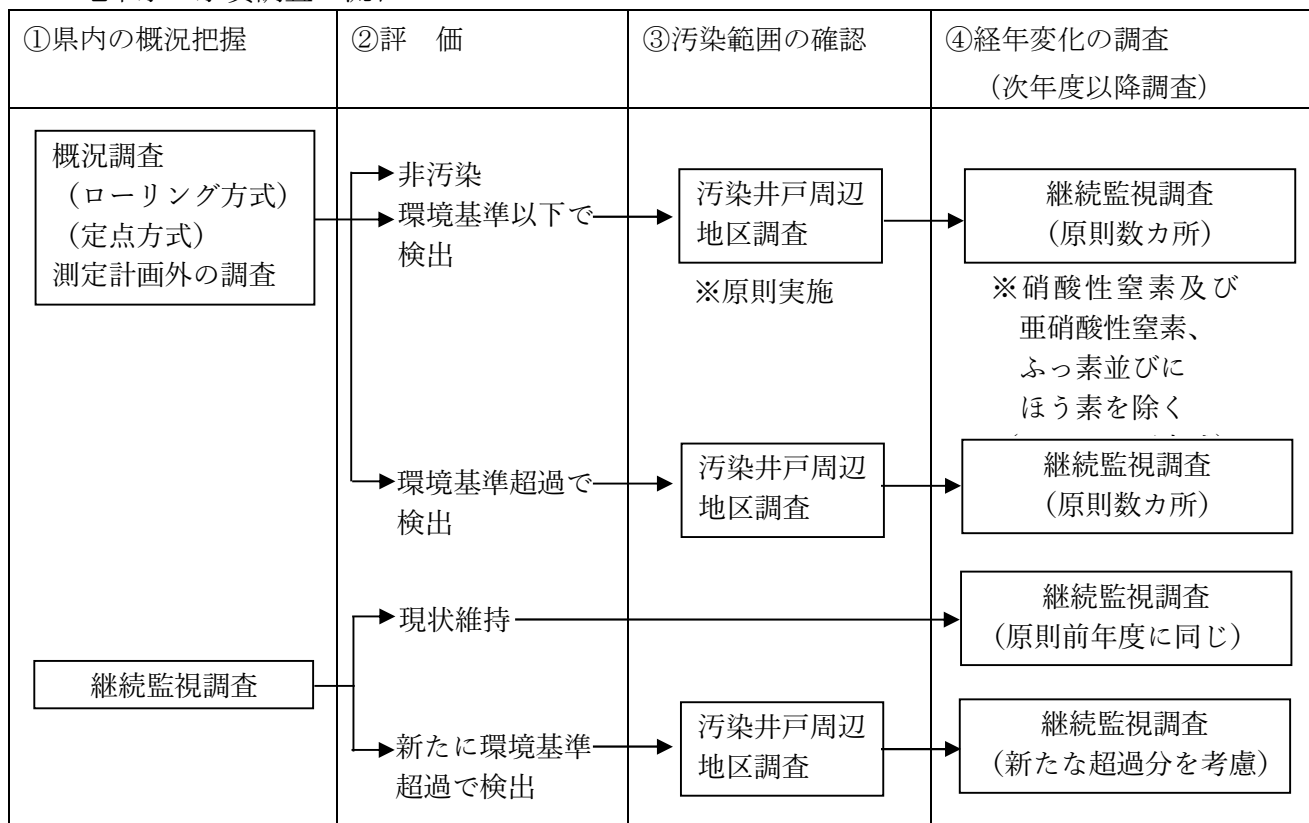 ①県内の概況把握
②評　価
③汚染範囲の確認
④経年変化の調査
（次年度以降調査）
概況調査
（ローリング方式）
（定点方式）
測定計画外の調査
非汚染
環境基準以下で
検出
汚染井戸周辺
地区調査
※原則実施
継続監視調査
（原則数カ所）
※硝酸性窒素及び
亜硝酸性窒素、
ふっ素並びに
ほう素を除く
環境基準超過で
検出
汚染井戸周辺
地区調査
継続監視調査
（原則数カ所）
継続監視調査
現状維持
継続監視調査
（原則前年度に同じ）
新たに環境基準
超過で検出
汚染井戸周辺
地区調査
継続監視調査
（新たな超過分を考慮）